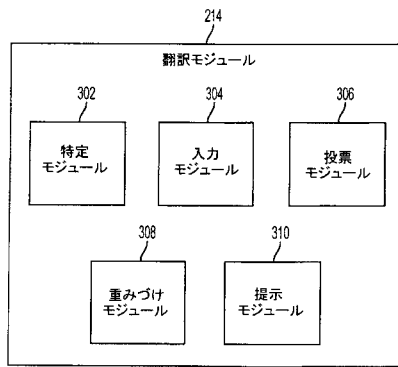 214
翻訳モジュール
302
304
306
特定
モジュール
入力
モジュール
投票
モジュール
308
310
重みづけ
モジュール
提示
モジュール